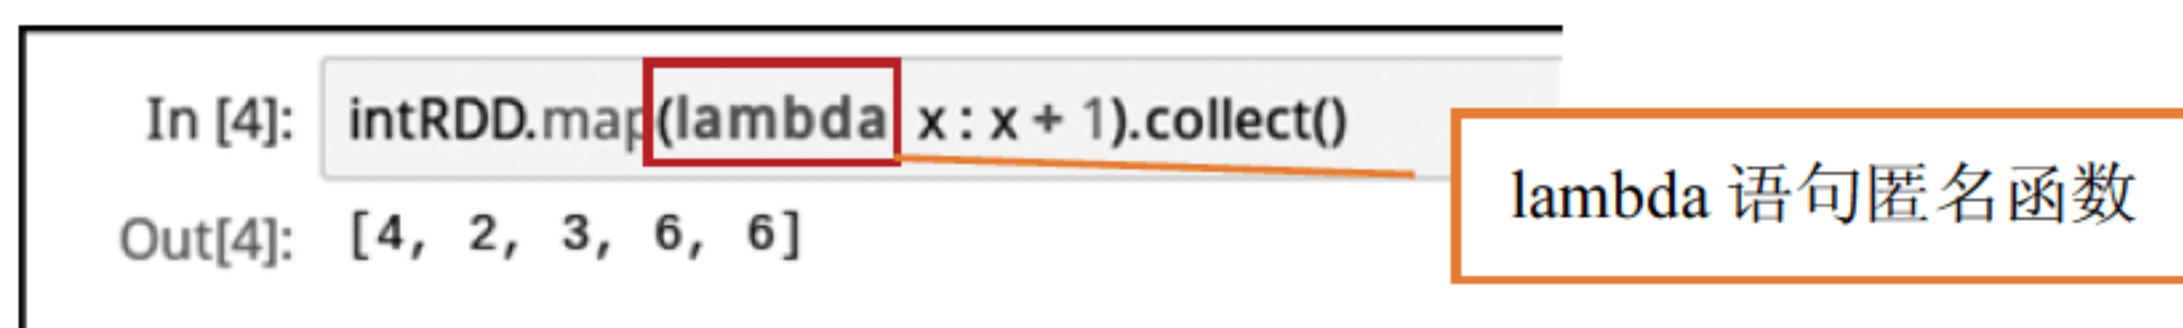 In [4]: intRDD.map(lambda x : x + 1).collect()
lambda 语句匿名函数
Out[4]: [4, 2, 3, 6, 6]